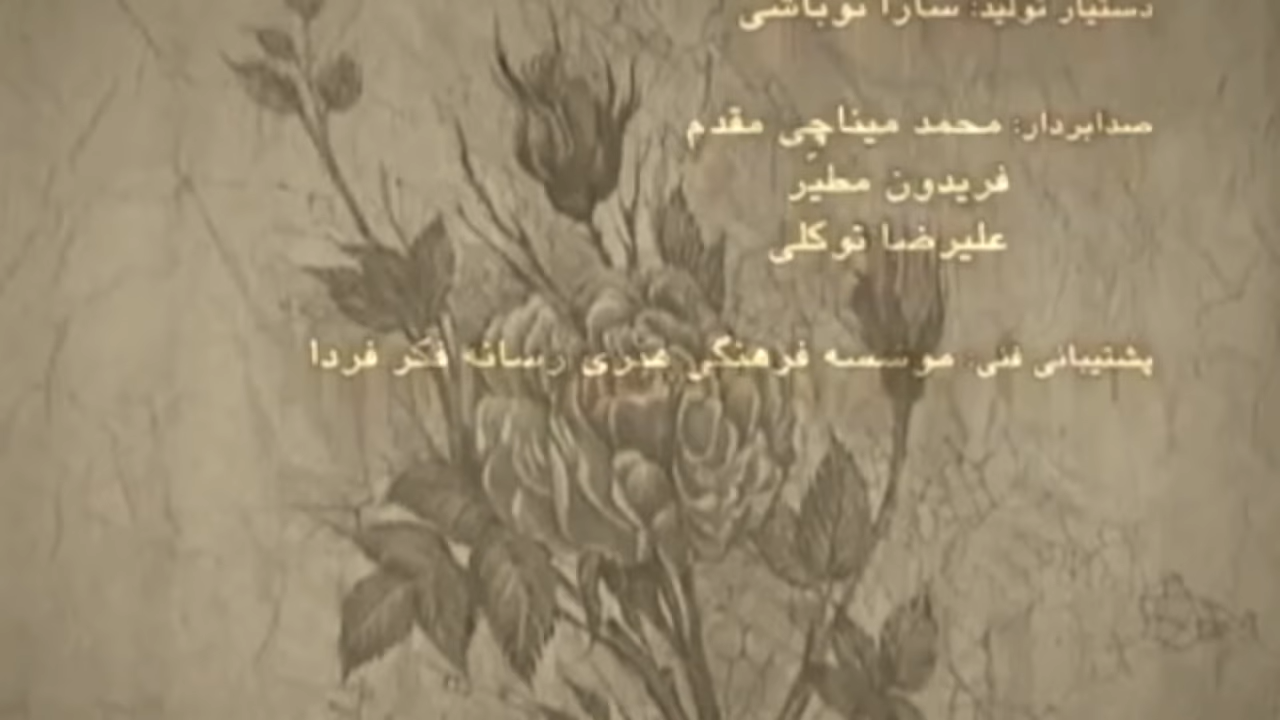 دستیار تولید: سارا توباشی
صدابردار: محمد میناچی مقدم
فریدون مطیر
علیرضا توکلی
پشتیبانی فنی: موسسه فرهنگی هنری رسانه فکر فردا